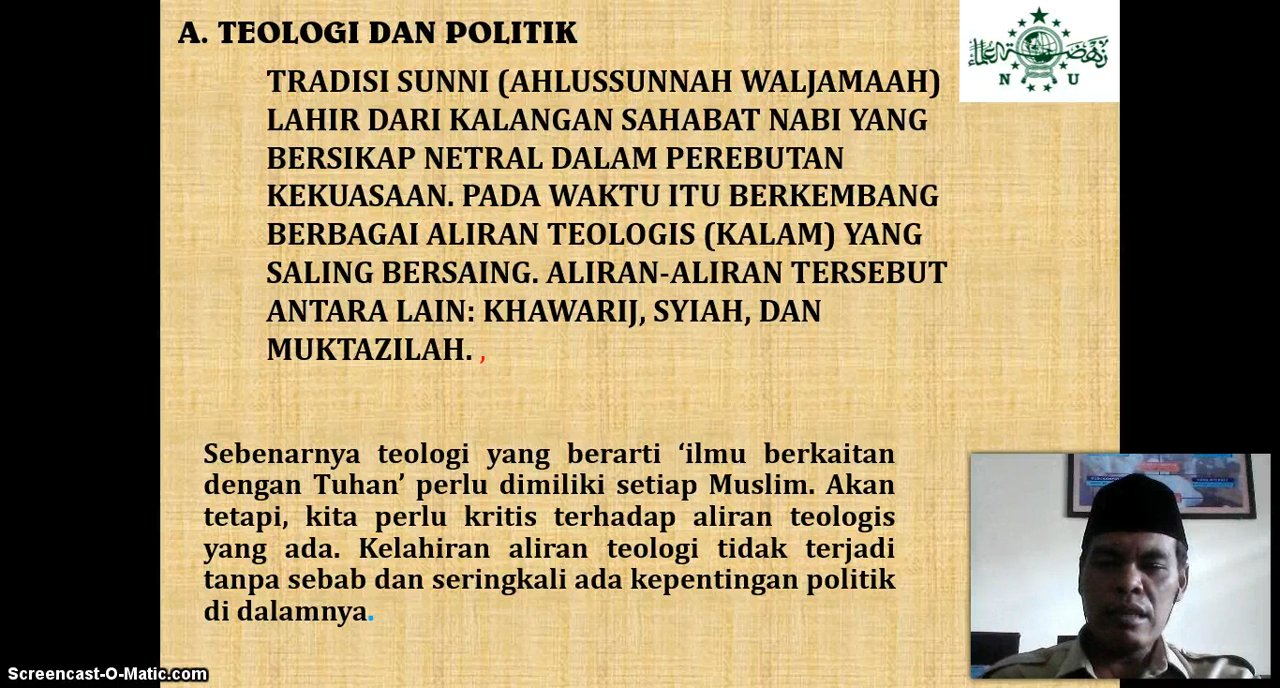 A. TEOLOGI DAN POLITIK
TRADISI SUNNI (AHLUSSUNNAH WALJAMAAH)
LAHIR DARI KALANGAN SAHABAT NABI YANG
BERSIKAP NETRAL DALAM PEREBUTAN
KEKUASAAN. PADA WAKTU ITU BERKEMBANG
BERBAGAI ALIRAN TEOLOGIS (KALAM) YANG
SALING BERSAING. ALIRAN-ALIRAN TERSEBUT
ANTARA LAIN: KHAWARIJ, SYIAH, DAN
MUKTAZILAH. ,
نهضة العلماء
N U
Sebenarnya teologi yang berarti ‘ilmu berkaitan
dengan Tuhan’ perlu dimiliki setiap Muslim. Akan
tetapi, kita perlu kritis terhadap aliran teologis
yang ada. Kelahiran aliran teologi tidak terjadi
tanpa sebab dan seringkali ada kepentingan politik
di dalamnya.
Screencast-O-Matic.com